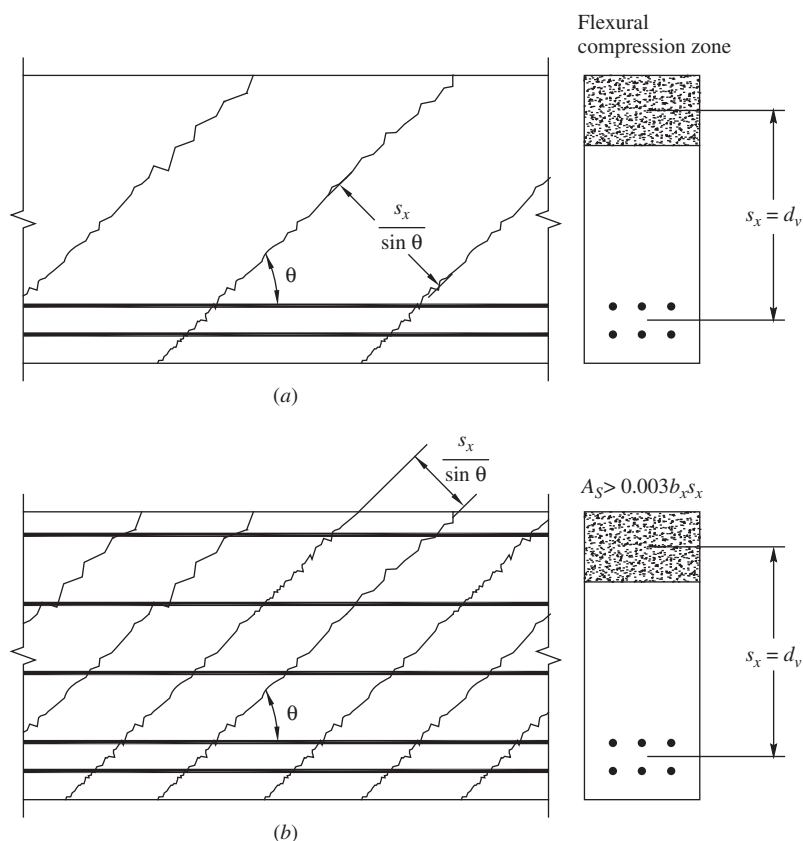 Flexural
compression zone
s_x
sin θ
θ
s_x = d_v
(a)
s_x
sin θ
A_S > 0.003b_x s_x
θ
s_x = d_v
(b)